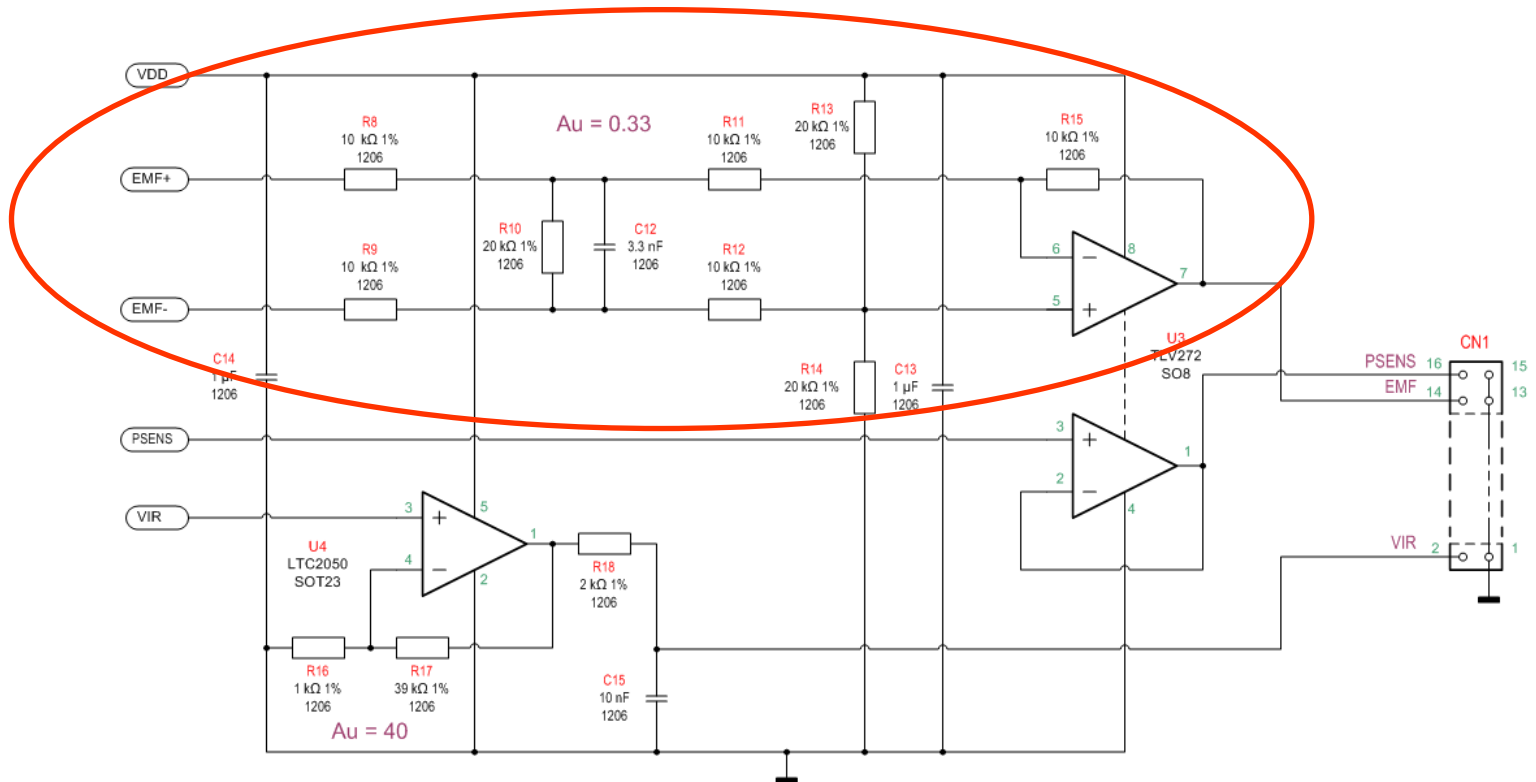 VDD
R8
10 kΩ 1%
1206
Au = 0.33
R11
10 kΩ 1%
1206
R13
20 kΩ 1%
1206
R15
10 kΩ 1%
1206
EMF+
R10
20 kΩ 1%
1206
C12
3.3 nF
1206
R9
10 kΩ 1%
1206
R12
10 kΩ 1%
1206
6
8
7
5
EMF-
C14
1 µF
1206
R14
20 kΩ 1%
1206
C13
1 µF
1206
U3
TLV272
SO8
CN1
PSENS 16 15
EMF 14 13
PSENS
3
1
2
4
VIR
3
5
1
4
2
U4
LTC2050
SOT23
R18
2 kΩ 1%
1206
VIR 2 1
R16
1 kΩ 1%
1206
R17
39 kΩ 1%
1206
C15
10 nF
1206
Au = 40